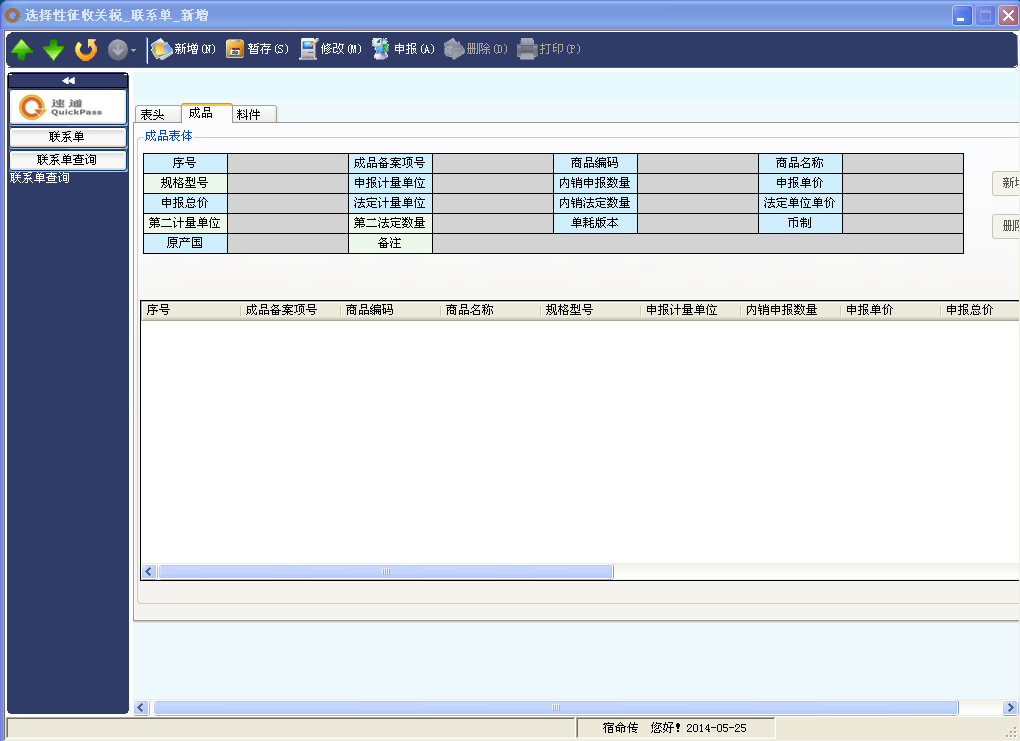 选择性征收关税_联系单_新增
新增(N) 暂存(S) 修改(M) 申报(A) 删除(D) 打印(P)
速通
QuickPass
联系单
联系单查询
联系单查询
表头 成品 料件
成品表体
序号 成品备案项号 商品编码 商品名称
规格型号 申报计量单位 内销申报数量 申报单价
申报总价 法定计量单位 内销法定数量 法定单位单价
第二计量单位 第二法定数量 单耗版本 币制
原产国 备注
新增
删除
序号 成品备案项号 商品编码 商品名称 规格型号 申报计量单位 内销申报数量 申报单价 申报总价
宿命传 您好! 2014-05-25